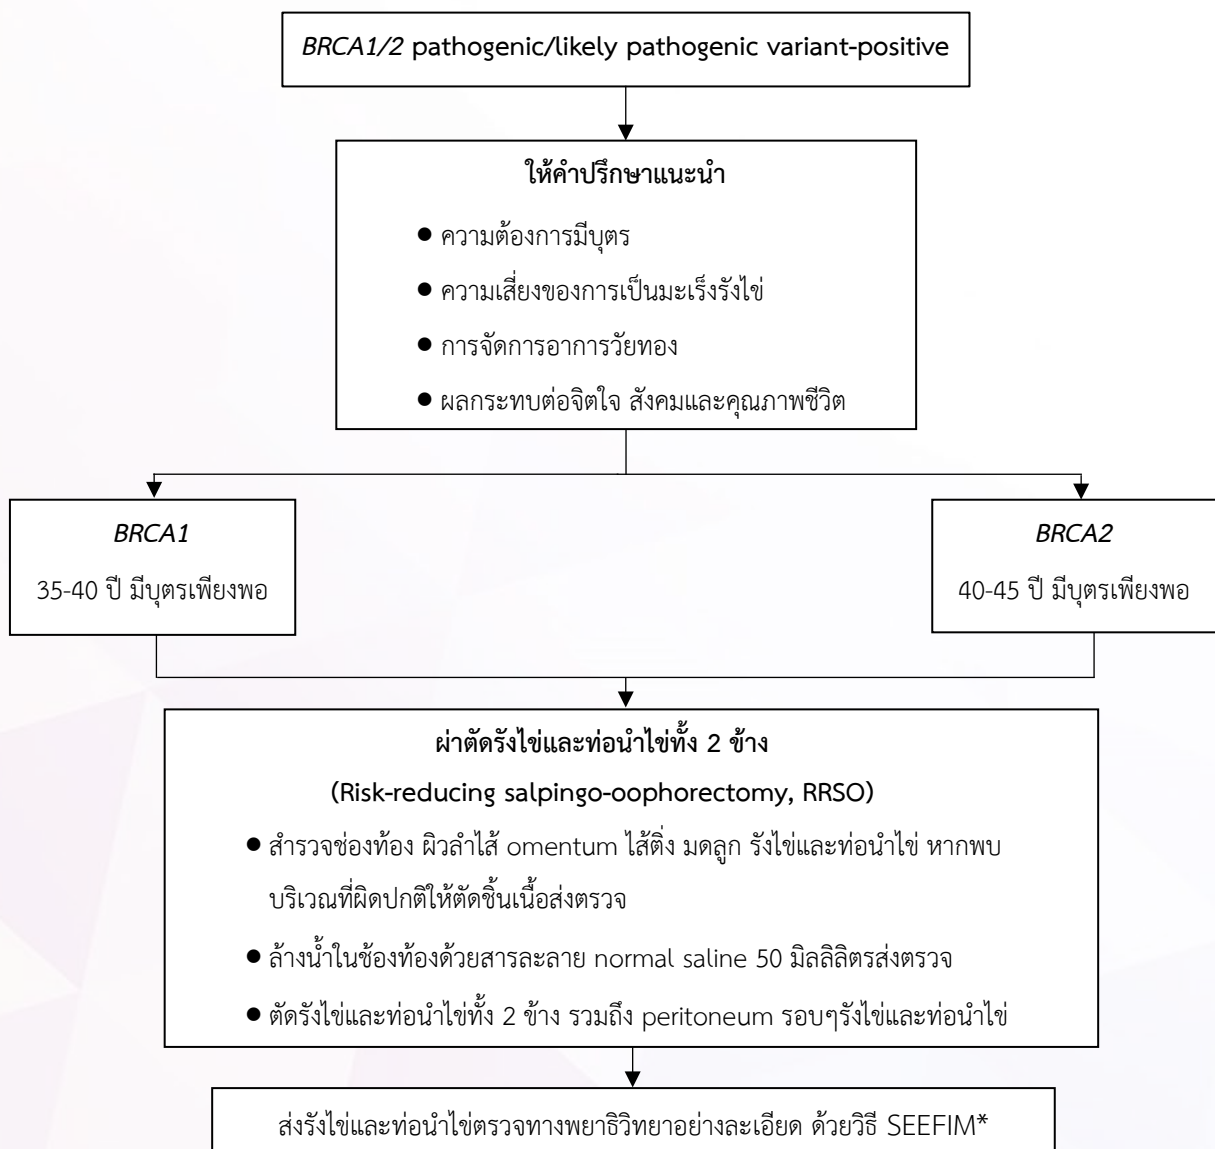 BRCA1/2 pathogenic/likely pathogenic variant-positive
ให้คำปรึกษาแนะนำ
● ความต้องการมีบุตร
● ความเสี่ยงของการเป็นมะเร็งรังไข่
● การจัดการอาการวัยทอง
● ผลกระทบต่อจิตใจ สังคมและคุณภาพชีวิต
BRCA1
35-40 ปี มีบุตรเพียงพอ
BRCA2
40-45 ปี มีบุตรเพียงพอ
ผ่าตัดรังไข่และท่อนำไข่ทั้ง 2 ข้าง
(Risk-reducing salpingo-oophorectomy, RRSO)
● สำรวจช่องท้อง ผิวลำไส้ omentum ไส้ติ่ง มดลูก รังไข่และท่อนำไข่ หากพบ
บริเวณที่ผิดปกติให้ตัดชิ้นเนื้อส่งตรวจ
● ล้างน้ำในช้องท้องด้วยสารละลาย normal saline 50 มิลลิลิตรส่งตรวจ
● ตัดรังไข่และท่อนำไข่ทั้ง 2 ข้าง รวมถึง peritoneum รอบๆรังไข่และท่อนำไข่
ส่งรังไข่และท่อนำไข่ตรวจทางพยาธิวิทยาอย่างละเอียด ด้วยวิธี SEEFIM*